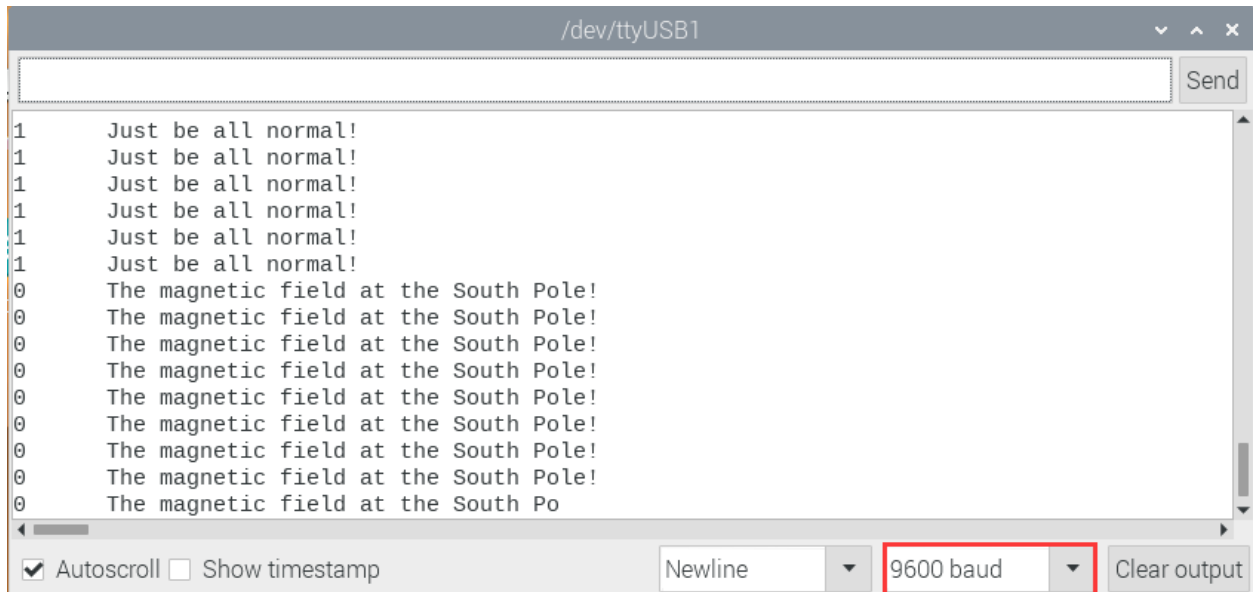 /dev/ttyUSB1
Send
1 Just be all normal!
1 Just be all normal!
1 Just be all normal!
1 Just be all normal!
1 Just be all normal!
1 Just be all normal!
0 The magnetic field at the South Pole!
0 The magnetic field at the South Pole!
0 The magnetic field at the South Pole!
0 The magnetic field at the South Pole!
0 The magnetic field at the South Pole!
0 The magnetic field at the South Pole!
0 The magnetic field at the South Pole!
0 The magnetic field at the South Pole!
0 The magnetic field at the South Po
Autoscroll Show timestamp Newline 9600 baud Clear output